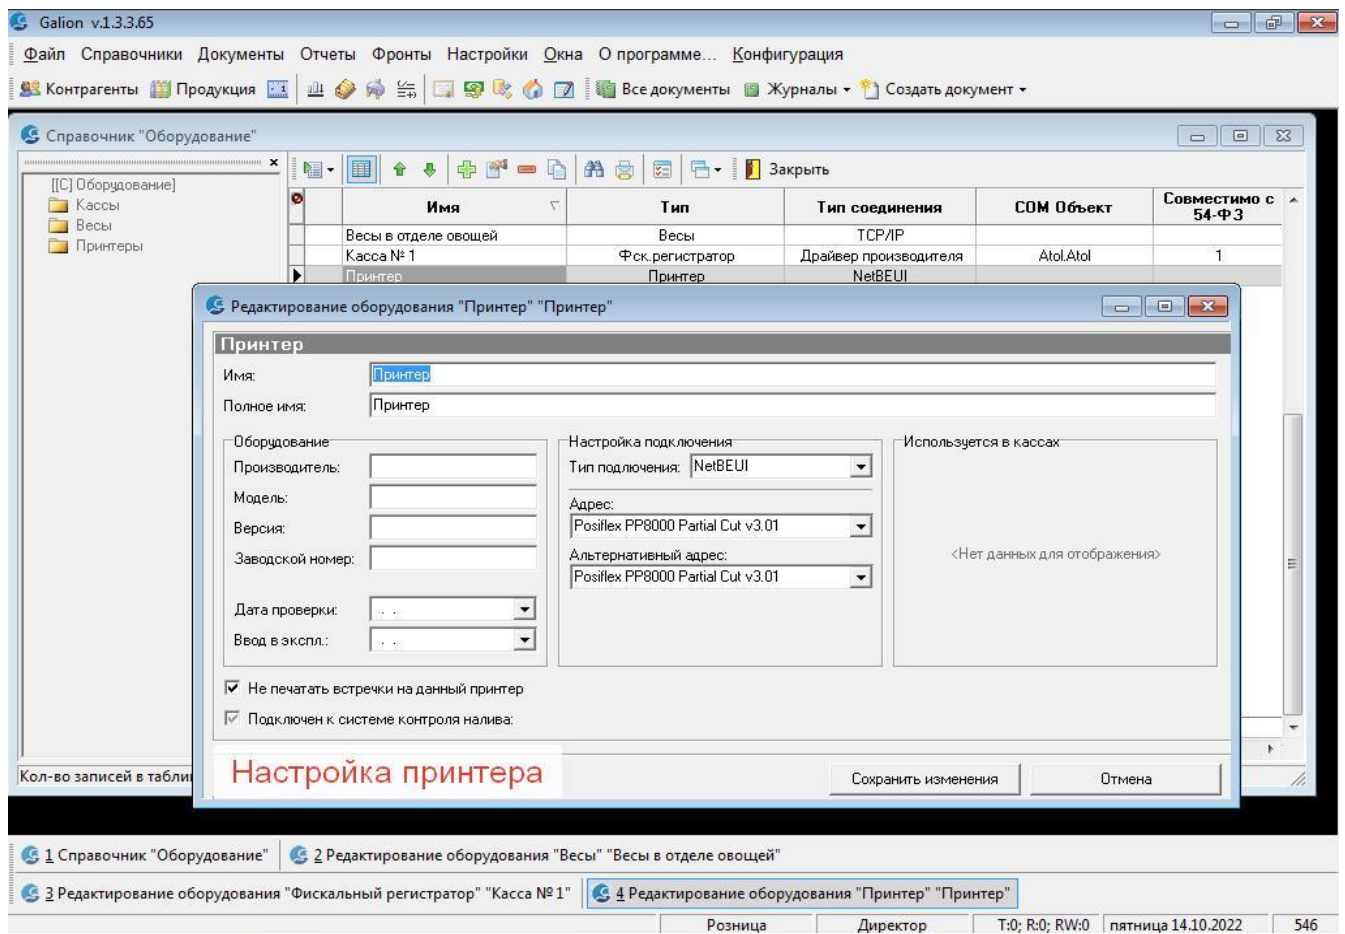 Galion v.1.3.3.65
Файл Справочники Документы Отчеты Фронты Настройки Окна О программе... Конфигурация
Контрагенты Продукция Все документы Журналы Создать документ
Справочник "Оборудование"
Закрыть
[[C] Оборудование]
Кассы
Весы
Принтеры
Имя Тип Тип соединения COM Объект Совместимо с 54-ФЗ
Весы в отделе овощей Весы TCP/IP
Касса № 1 Фск.регистратор Драйвер производителя Atol.Atol 1
Принтер Принтер NetBEUI
Редактирование оборудования "Принтер" "Принтер"
Принтер
Имя: Принтер
Полное имя: Принтер
Оборудование Настройка подключения Используется в кассах
Производитель: Тип подлючения: NetBEUI
Модель: Адрес:
Версия: Posiflex PP8000 Partial Cut v3.01
Заводской номер: Альтернативный адрес: <Нет данных для отображения>
Posiflex PP8000 Partial Cut v3.01
Дата проверки: . .
Ввод в экспл.: . .
Не печатать встречки на данный принтер
Подключен к системе контроля налива:
Настройка принтера
Сохранить изменения Отмена
Кол-во записей в
1 Справочник "Оборудование" 2 Редактирование оборудования "Весы" "Весы в отделе овощей"
3 Редактирование оборудования "Фискальный регистратор" "Касса № 1" 4 Редактирование оборудования "Принтер" "Принтер"
Розница Директор T:0; R:0; RW:0 пятница 14.10.2022 546